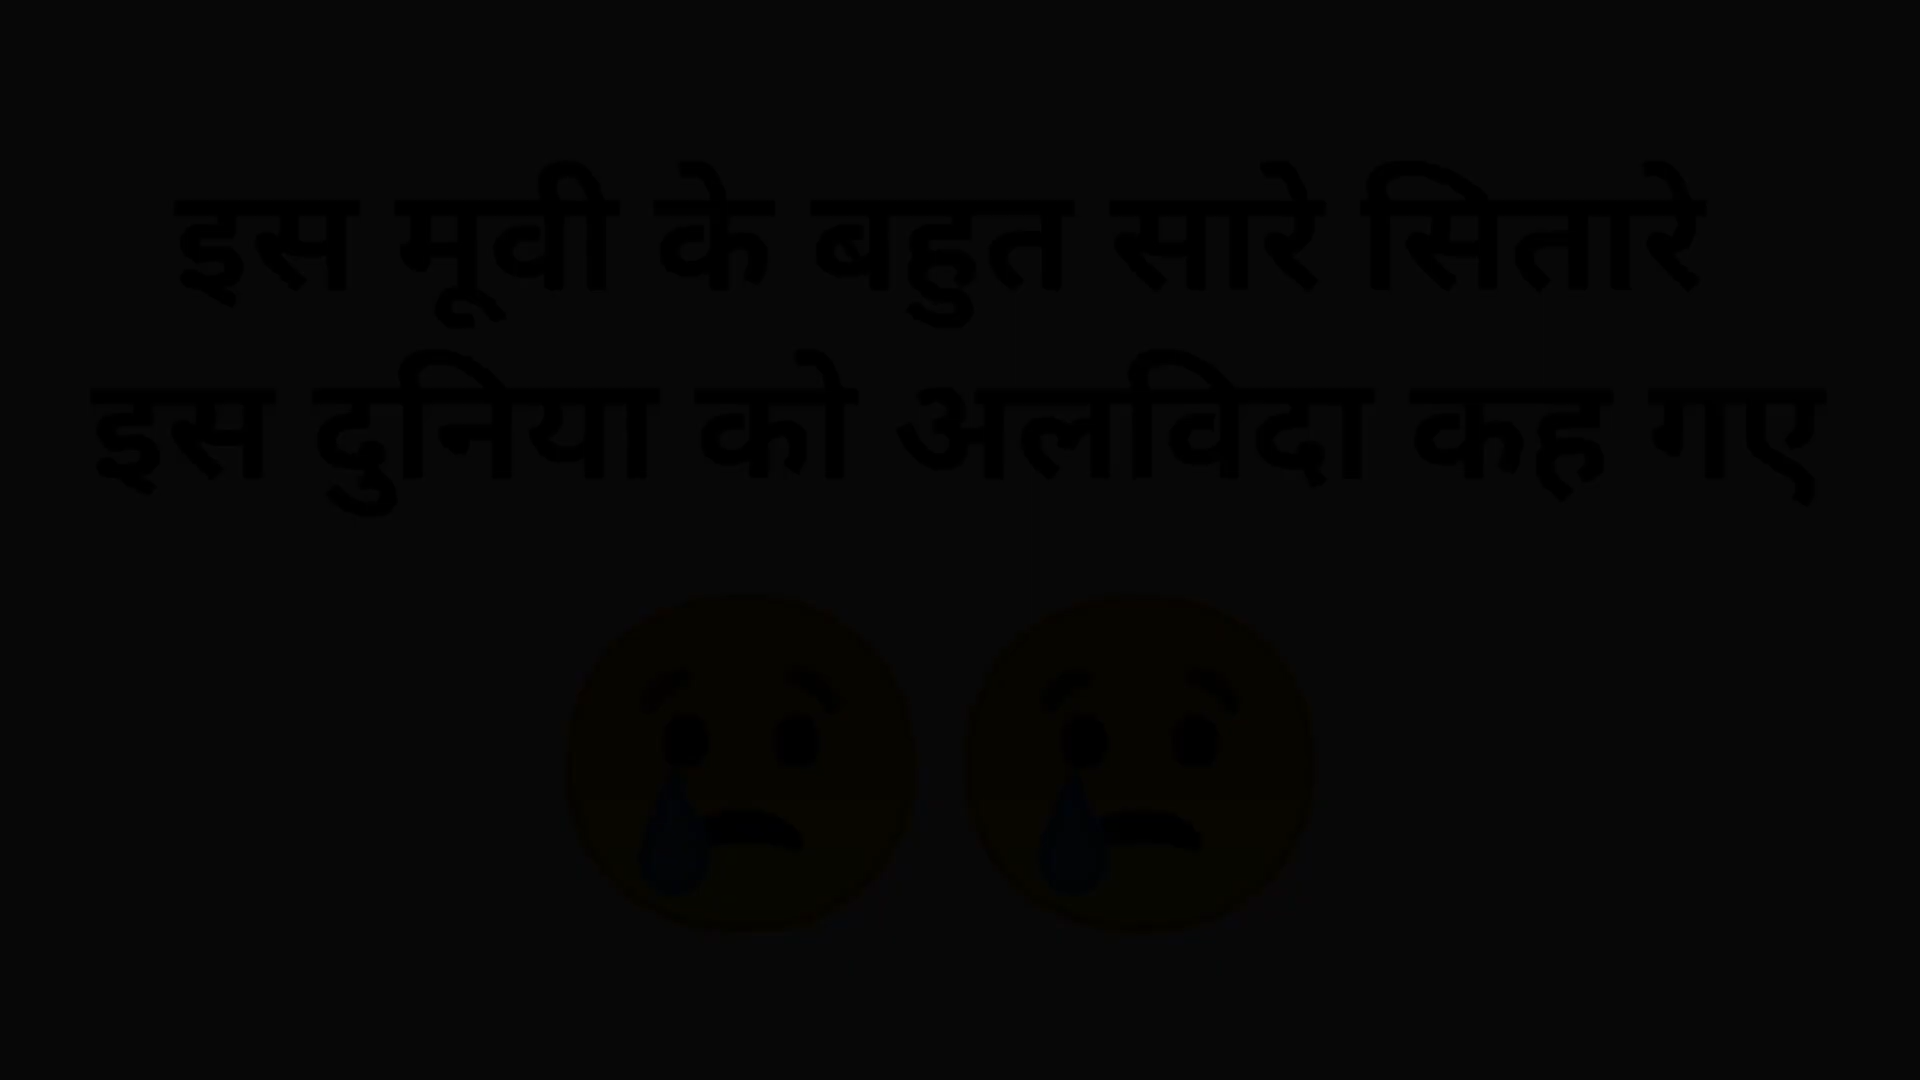 इस मूवी के बहुत सारे सितारे
इस दुनिया को अलविदा कह गए